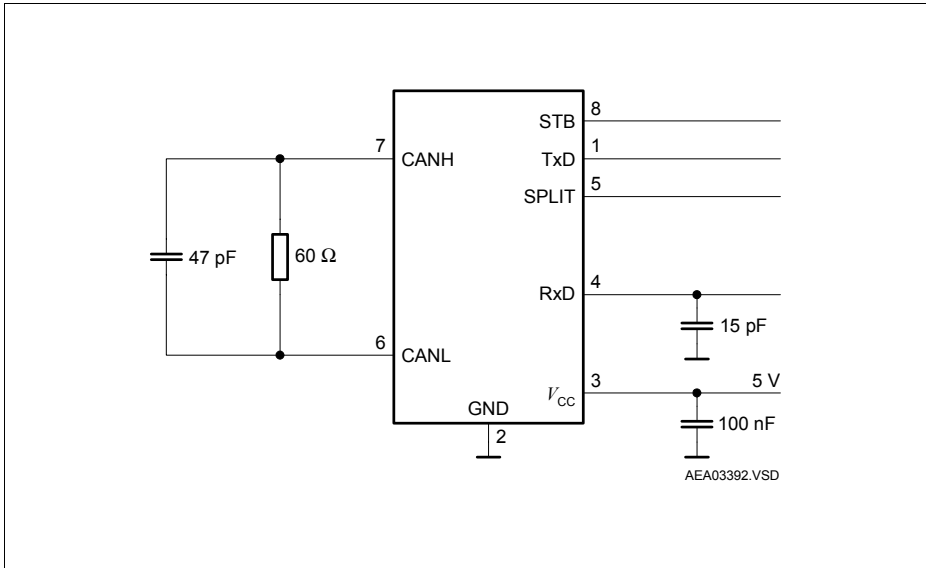 8
STB
7
1
CANH
TxD
5
SPLIT
47 pF
60 Ω
4
RxD
15 pF
6
CANL
3
5 V
VCC
GND
100 nF
2
AEA03392.VSD